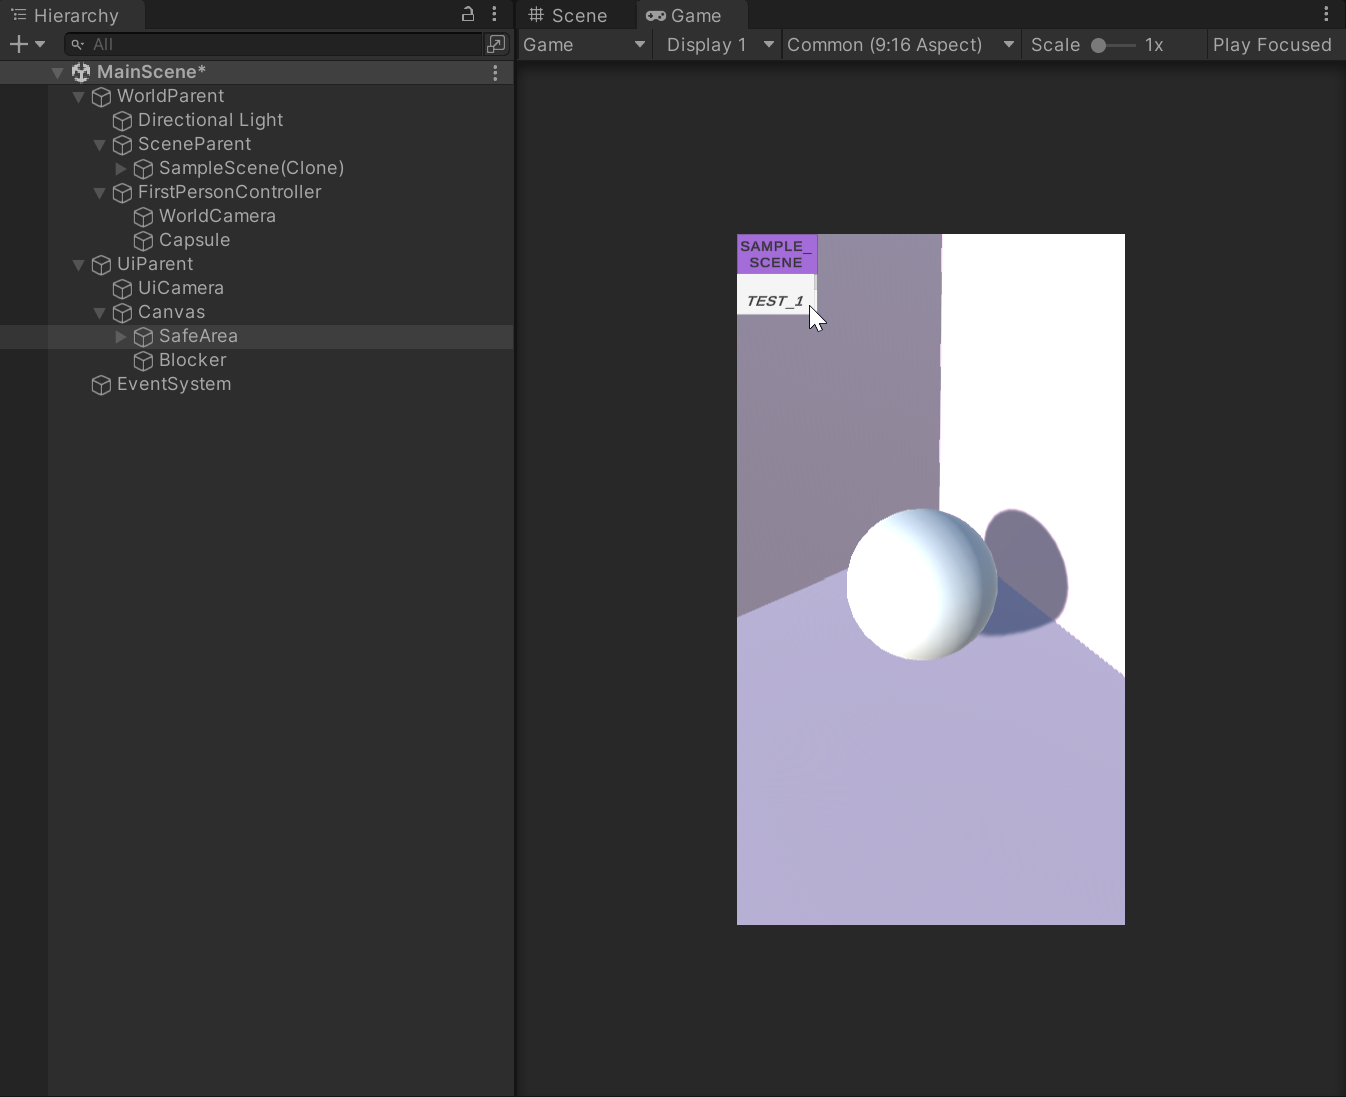 Hierarchy
All
MainScene*
WorldParent
Directional Light
SceneParent
SampleScene(Clone)
FirstPersonController
WorldCamera
Capsule
UiParent
UiCamera
Canvas
SafeArea
Blocker
EventSystem
Scene Game
Game Display 1 Common (9:16 Aspect) Scale 1x Play Focused
SAMPLE_
SCENE
TEST_1